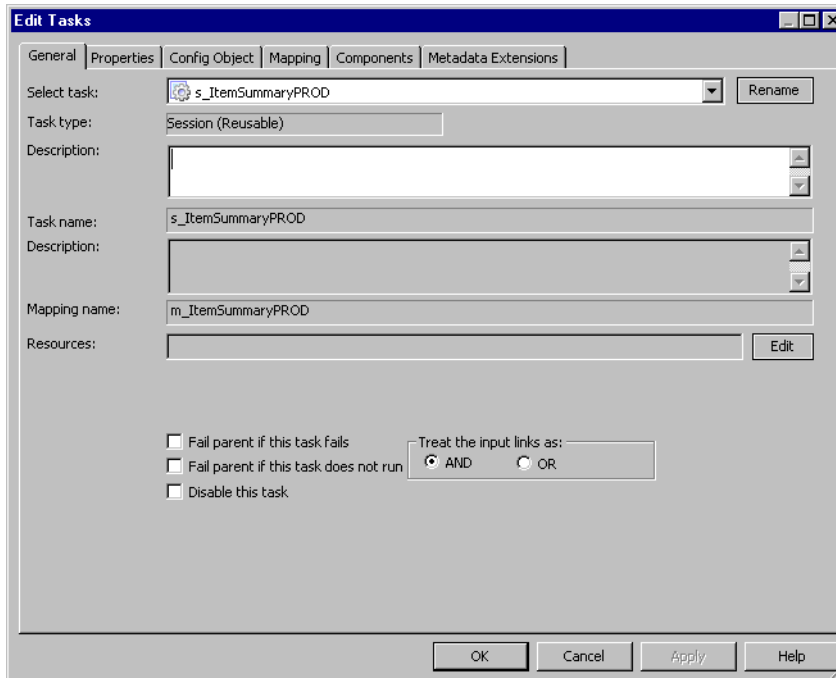 Edit Tasks
General Properties Config Object Mapping Components Metadata Extensions
Select task: s_ItemSummaryPROD Rename
Task type: Session (Reusable)
Description:
Task name: s_ItemSummaryPROD
Description:
Mapping name: m_ItemSummaryPROD
Resources: Edit
Fail parent if this task fails Treat the input links as:
Fail parent if this task does not run AND OR
Disable this task
OK Cancel Apply Help